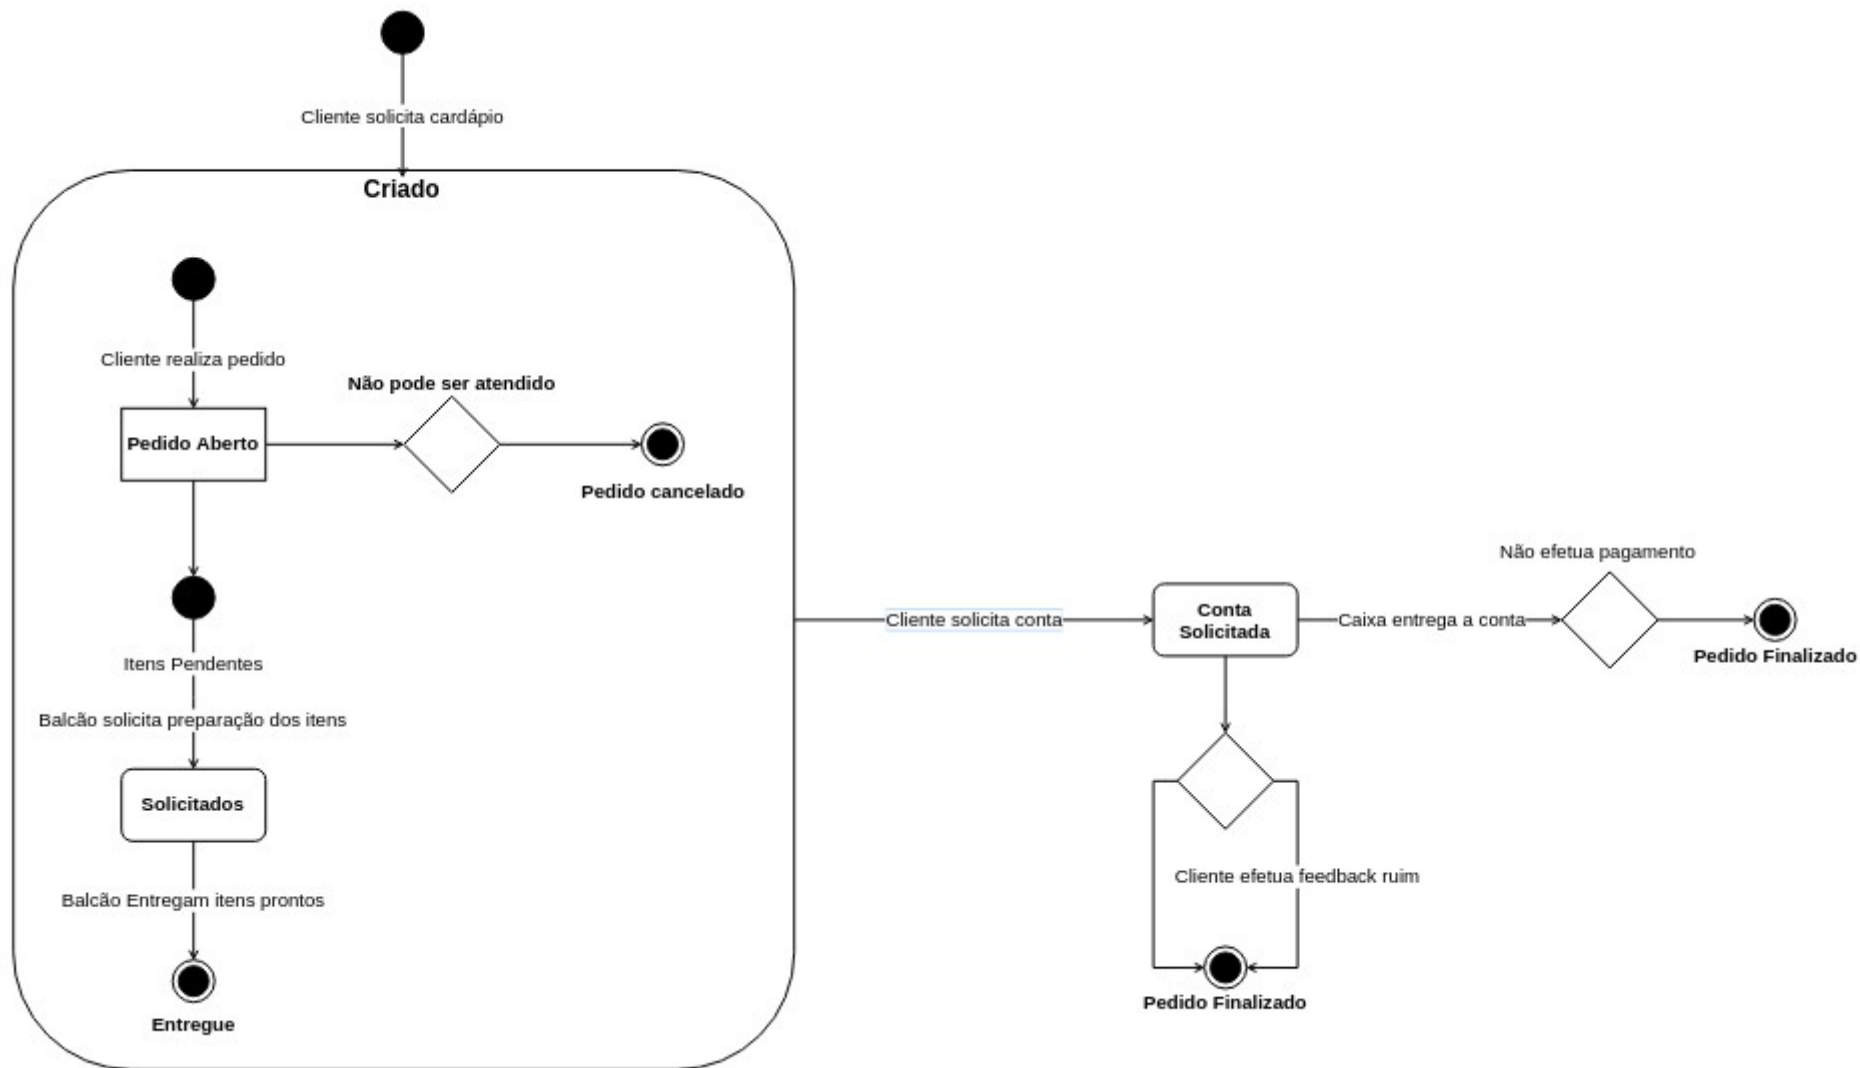 Cliente solicita cardápio
Criado
Cliente realiza pedido
Não pode ser atendido
Pedido Aberto
Pedido cancelado
Itens Pendentes
Balcão solicita preparação dos itens
Solicitados
Balcão Entregam itens prontos
Entregue
Cliente solicita conta
Conta
Solicitada
Caixa entrega a conta
Não efetua pagamento
Pedido Finalizado
Cliente efetua feedback ruim
Pedido Finalizado